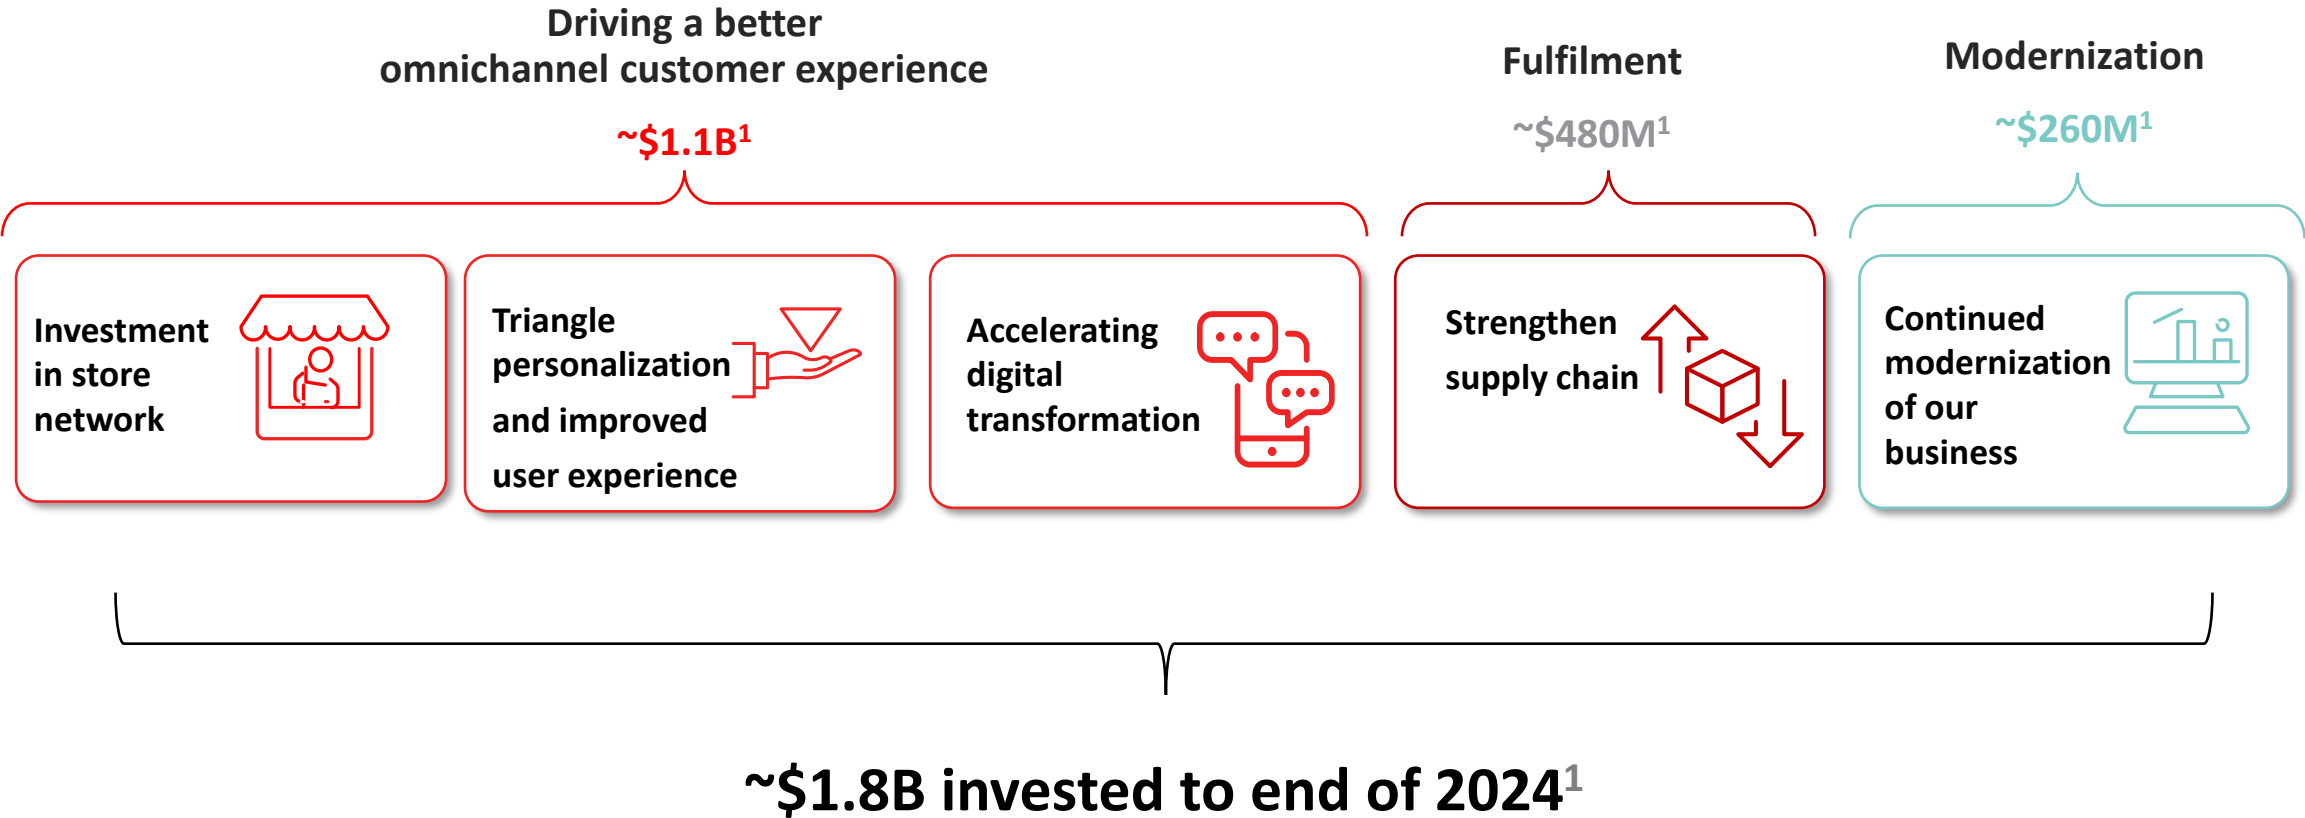 Driving a better
omnichannel customer experience
~$1.1B¹
Fulfilment
~$480M¹
Modernization
~$260M¹
Investment
in store
network
Triangle
personalization
and improved
user experience
Accelerating
digital
transformation
Strengthen
supply chain
Continued
modernization
of our
business
~$1.8B invested to end of 2024¹